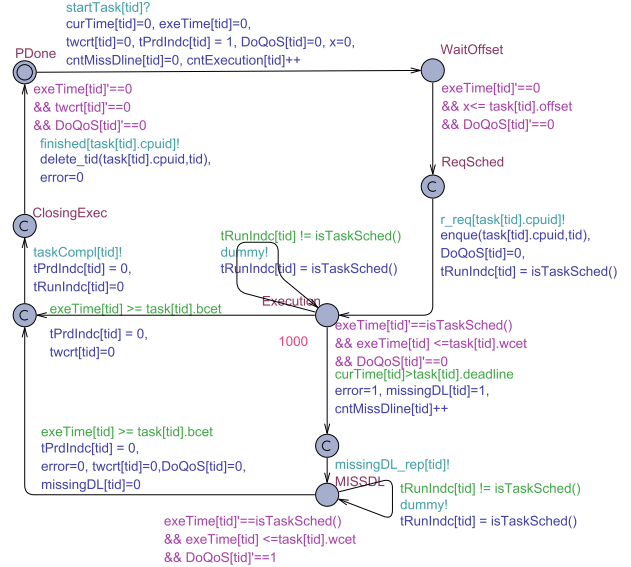 startTask[tid]?
curTime[tid]=0, exeTime[tid]=0,
twcrt[tid]=0, tPrdIndc[tid] = 1, DoQoS[tid]=0, x=0,
cntMissDline[tid]=0, cntExecution[tid]++
PDone
WaitOffset
exeTime[tid]'==0
&& twcrt[tid]'==0
&& DoQoS[tid]'==0
exeTime[tid]'==0
&& x<= task[tid].offset
&& DoQoS[tid]'==0
finished[task[tid].cpuid]!
delete_tid(task[tid].cpuid,tid),
error=0
ReqSched
C
ClosingExec
C
r_req[task[tid].cpuid]!
enque(task[tid].cpuid,tid),
DoQoS[tid]=0,
tRunIndc[tid] = isTaskSched()
tRunIndc[tid] != isTaskSched()
dummy!
tRunIndc[tid] = isTaskSched()
taskCompl[tid]!
tPrdIndc[tid] = 0,
tRunIndc[tid]=0
Execution
exeTime[tid] >= task[tid].bcet
C
tPrdIndc[tid] = 0,
twcrt[tid]=0
1000
exeTime[tid]'==isTaskSched()
&& exeTime[tid] <=task[tid].wcet
&& DoQoS[tid]'==0
curTime[tid]>task[tid].deadline
error=1, missingDL[tid]=1,
cntMissDline[tid]++
exeTime[tid] >= task[tid].bcet
tPrdIndc[tid] = 0,
error=0, twcrt[tid]=0,DoQoS[tid]=0,
missingDL[tid]=0
C
missingDL_rep[tid]!
MISSDL
tRunIndc[tid] != isTaskSched()
dummy!
tRunIndc[tid] = isTaskSched()
exeTime[tid]'==isTaskSched()
&& exeTime[tid] <=task[tid].wcet
&& DoQoS[tid]'==1